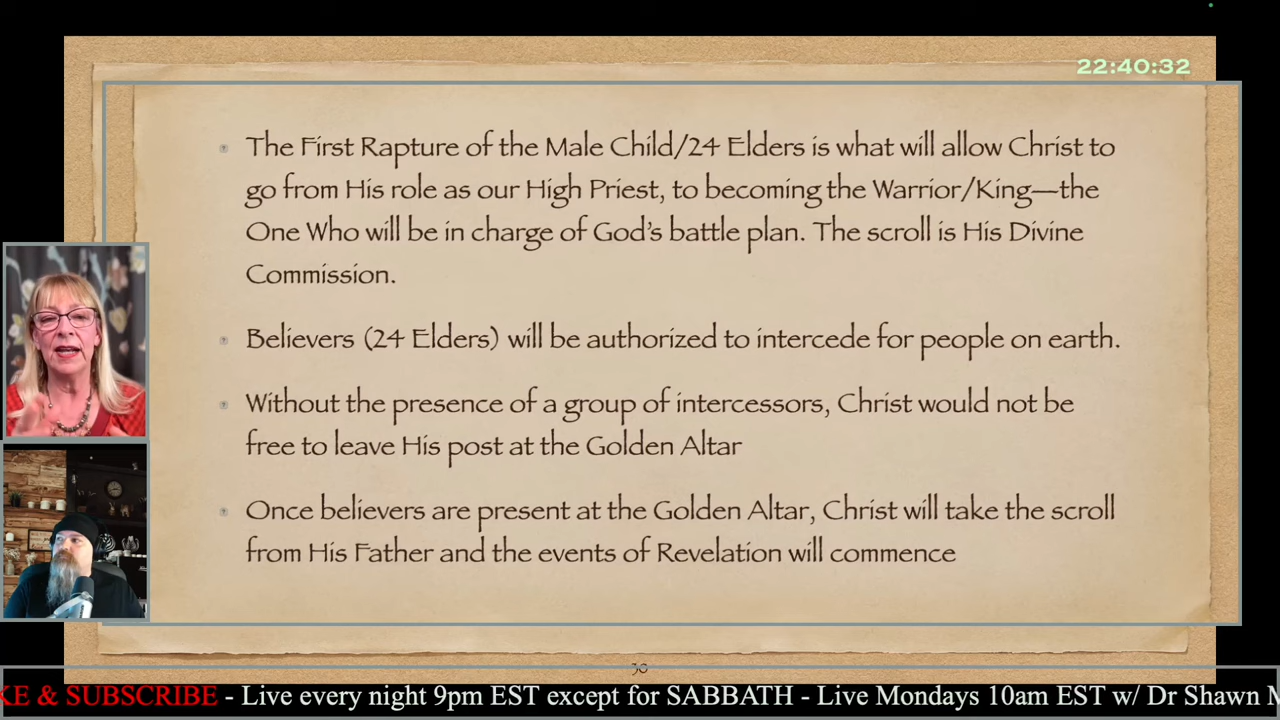 22:40:32
The First Rapture of the Male Child/24 Elders is what will allow Christ to
go from His role as our High Priest, to becoming the Warrior/King—the
One Who will be in charge of God's battle plan. The scroll is His Divine
Commission.
Believers (24 Elders) will be authorized to intercede for people on earth.
Without the presence of a group of intercessors, Christ would not be
free to leave His post at the Golden Altar
Once believers are present at the Golden Altar, Christ will take the scroll
from His Father and the events of Revelation will commence
30
KE & SUBSCRIBE - Live every night 9pm EST except for SABBATH - Live Mondays 10am EST w/ Dr Shawn M